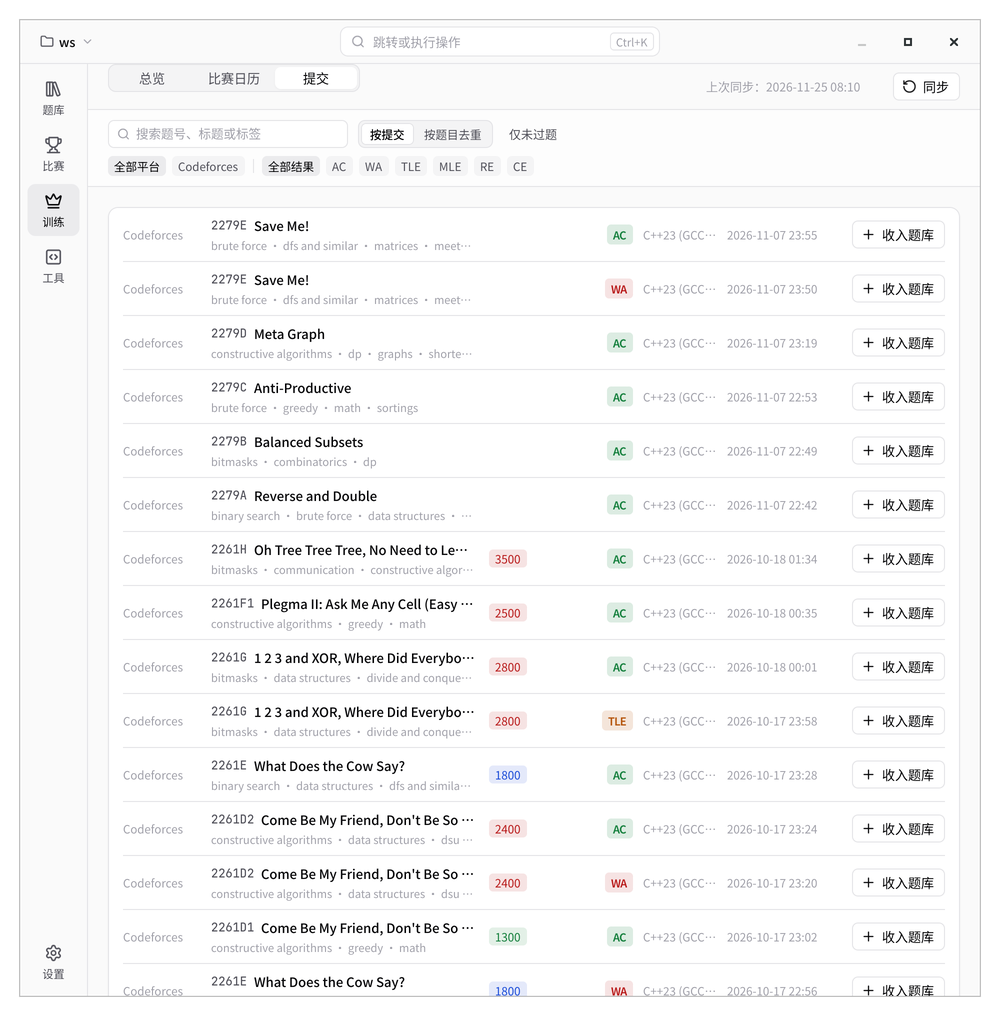 ws
跳转或执行操作 Ctrl+K
总览 比赛日历 提交
上次同步：2026-11-25 08:10 同步
题库
比赛
训练
工具
设置
搜索题号、标题或标签 按提交 按题目去重 仅未过题
全部平台 Codeforces 全部结果 AC WA TLE MLE RE CE
Codeforces 2279E Save Me! AC C++23 (GCC… 2026-11-07 23:55 收入题库
brute force • dfs and similar • matrices • meet…
Codeforces 2279E Save Me! WA C++23 (GCC… 2026-11-07 23:50 收入题库
brute force • dfs and similar • matrices • meet…
Codeforces 2279D Meta Graph AC C++23 (GCC… 2026-11-07 23:19 收入题库
constructive algorithms • dp • graphs • shorte…
Codeforces 2279C Anti-Productive AC C++23 (GCC… 2026-11-07 22:53 收入题库
brute force • greedy • math • sortings
Codeforces 2279B Balanced Subsets AC C++23 (GCC… 2026-11-07 22:49 收入题库
bitmasks • combinatorics • dp
Codeforces 2279A Reverse and Double AC C++23 (GCC… 2026-11-07 22:42 收入题库
binary search • brute force • data structures • …
Codeforces 2261H Oh Tree Tree Tree, No Need to Le… 3500 AC C++23 (GCC… 2026-10-18 01:34 收入题库
bitmasks • communication • constructive algor…
Codeforces 2261F1 Plegma II: Ask Me Any Cell (Easy … 2500 AC C++23 (GCC… 2026-10-18 00:35 收入题库
constructive algorithms • greedy • math
Codeforces 2261G 1 2 3 and XOR, Where Did Everybo… 2800 AC C++23 (GCC… 2026-10-18 00:01 收入题库
bitmasks • data structures • divide and conque…
Codeforces 2261G 1 2 3 and XOR, Where Did Everybo… 2800 TLE C++23 (GCC… 2026-10-17 23:58 收入题库
bitmasks • data structures • divide and conque…
Codeforces 2261E What Does the Cow Say? 1800 AC C++23 (GCC… 2026-10-17 23:28 收入题库
binary search • data structures • dfs and simila…
Codeforces 2261D2 Come Be My Friend, Don't Be So … 2400 AC C++23 (GCC… 2026-10-17 23:24 收入题库
constructive algorithms • data structures • dsu …
Codeforces 2261D2 Come Be My Friend, Don't Be So … 2400 WA C++23 (GCC… 2026-10-17 23:20 收入题库
constructive algorithms • data structures • dsu …
Codeforces 2261D1 Come Be My Friend, Don't Be So … 1300 AC C++23 (GCC… 2026-10-17 23:02 收入题库
constructive algorithms • greedy • math
Codeforces 2261E What Does the Cow Say? 1800 WA C++23 (GCC… 2026-10-17 22:56 收入题库